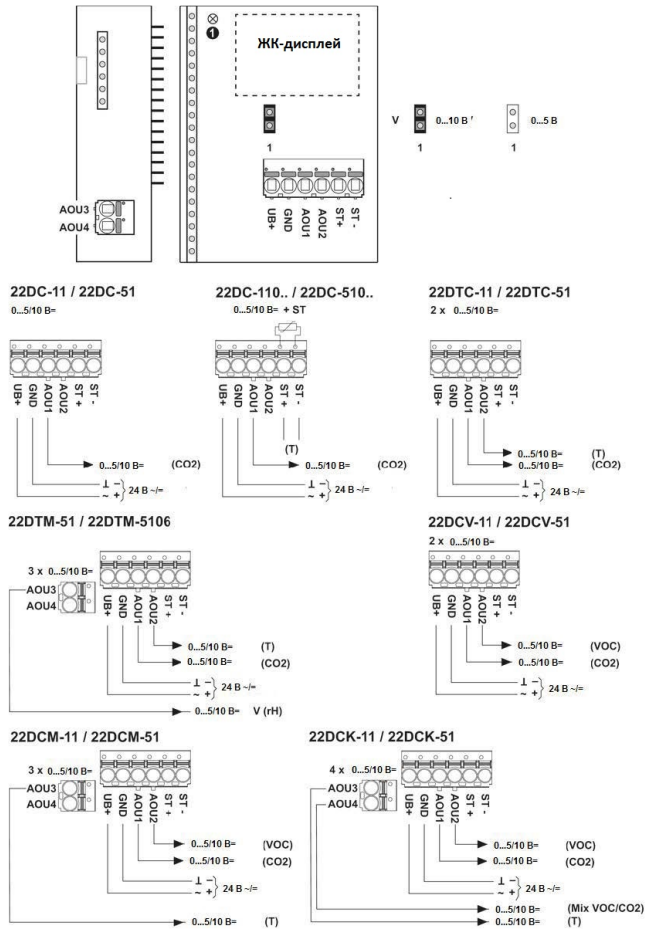 1
ЖК-дисплей
1
V 0...10 В 0...5 В
1 1
AOU3
AOU4
UB+ GND AOU1 AOU2 ST+ ST -
22DC-11 / 22DC-51
0...5/10 В=
UB+ GND AOU1 AOU2 ST + ST -
0...5/10 В= (CO2)
⊥ –
~ + 24 В ~/=
22DC-110.. / 22DC-510..
0...5/10 В= + ST
UB+ GND AOU1 AOU2 ST + ST -
(T)
0...5/10 В= (CO2)
⊥ –
~ + 24 В ~/=
22DTC-11 / 22DTC-51
2 x 0...5/10 В=
UB+ GND AOU1 AOU2 ST + ST -
0...5/10 В= (T)
0...5/10 В= (CO2)
⊥ –
~ + 24 В ~/=
22DTM-51 / 22DTM-5106
3 x 0...5/10 В=
AOU3
AOU4
UB+ GND AOU1 AOU2 ST + ST -
0...5/10 В= (T)
0...5/10 В= (CO2)
⊥ –
~ + 24 В ~/=
0...5/10 В= V (rH)
22DCV-11 / 22DCV-51
2 x 0...5/10 В=
UB+ GND AOU1 AOU2 ST + ST -
0...5/10 В= (VOC)
0...5/10 В= (CO2)
⊥ –
~ + 24 В ~/=
22DCM-11 / 22DCM-51
3 x 0...5/10 В=
AOU3
AOU4
UB+ GND AOU1 AOU2 ST + ST -
0...5/10 В= (VOC)
0...5/10 В= (CO2)
⊥ –
~ + 24 В ~/=
0...5/10 В= (T)
22DCK-11 / 22DCK-51
4 x 0...5/10 В=
AOU3
AOU4
UB+ GND AOU1 AOU2 ST + ST -
0...5/10 В= (VOC)
0...5/10 В= (CO2)
⊥ –
~ + 24 В ~/=
0...5/10 В= (Mix VOC/CO2)
0...5/10 В= (T)